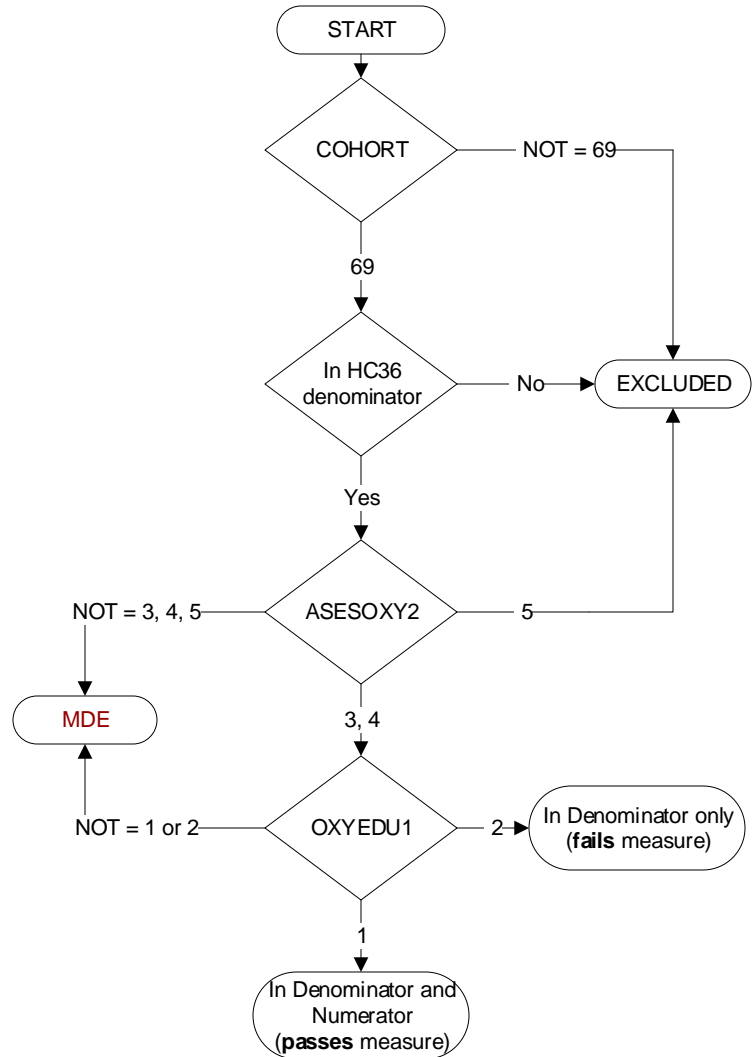 START
COHORT
NOT = 69
69
In HC36
denominator
No
EXCLUDED
Yes
NOT = 3, 4, 5
ASESOXY2
5
MDE
3, 4
NOT = 1 or 2
OXYEDU1
2
In Denominator only
(fails measure)
1
In Denominator and
Numerator
(passes measure)